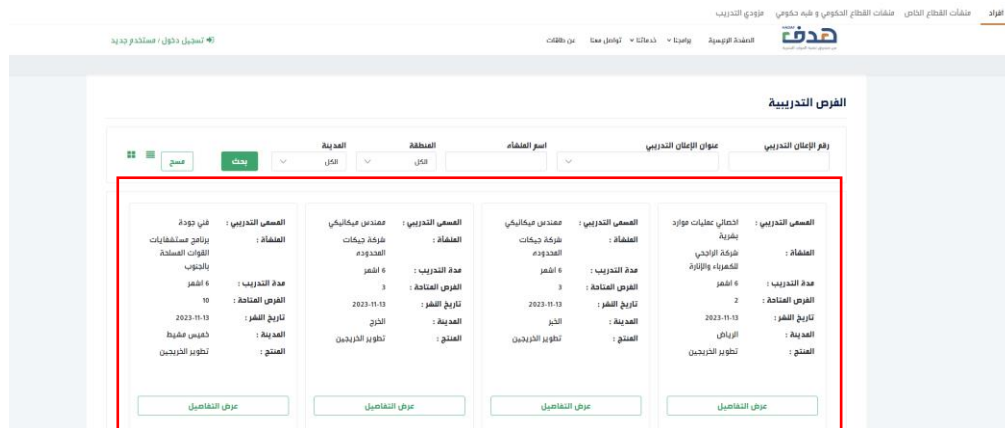 افراد منشآت القطاع الخاص منشآت القطاع الحكومي و شبه حكومي مزودي التدريب
هدف
الصفحة الرئيسية برامجنا خدماتنا تواصل معنا عن طاقات
تسجيل دخول / مستخدم جديد
الفرص التدريبية
رقم الإعلان التدريبي عنوان الإعلان التدريبي اسم المنشأه المنطقة المدينة
الكل الكل بحث مسح
المسمى التدريبي : اخصائي عمليات موارد بشرية
المنشأة : شركة الراجحي للكهرباء والإنارة
مدة التدريب : 6 اشهر
الفرص المتاحة : 2
تاريخ النشر : 2023-11-13
المدينة : الرياض
المنتج : تطوير الخريجين
عرض التفاصيل
المسمى التدريبي : مهندس ميكانيكي
المنشأة : شركة جيكات المحدوده
مدة التدريب : 6 اشهر
الفرص المتاحة : 3
تاريخ النشر : 2023-11-13
المدينة : الخبر
المنتج : تطوير الخريجين
عرض التفاصيل
المسمى التدريبي : مهندس ميكانيكي
المنشأة : شركة جيكات المحدوده
مدة التدريب : 6 اشهر
الفرص المتاحة : 3
تاريخ النشر : 2023-11-13
المدينة : الخرج
المنتج : تطوير الخريجين
عرض التفاصيل
المسمى التدريبي : فني جودة
المنشأة : برنامج مستشفايات القوات المسلحة بالجنوب
مدة التدريب : 6 اشهر
الفرص المتاحة : 10
تاريخ النشر : 2023-11-13
المدينة : خميس مشيط
المنتج : تطوير الخريجين
عرض التفاصيل